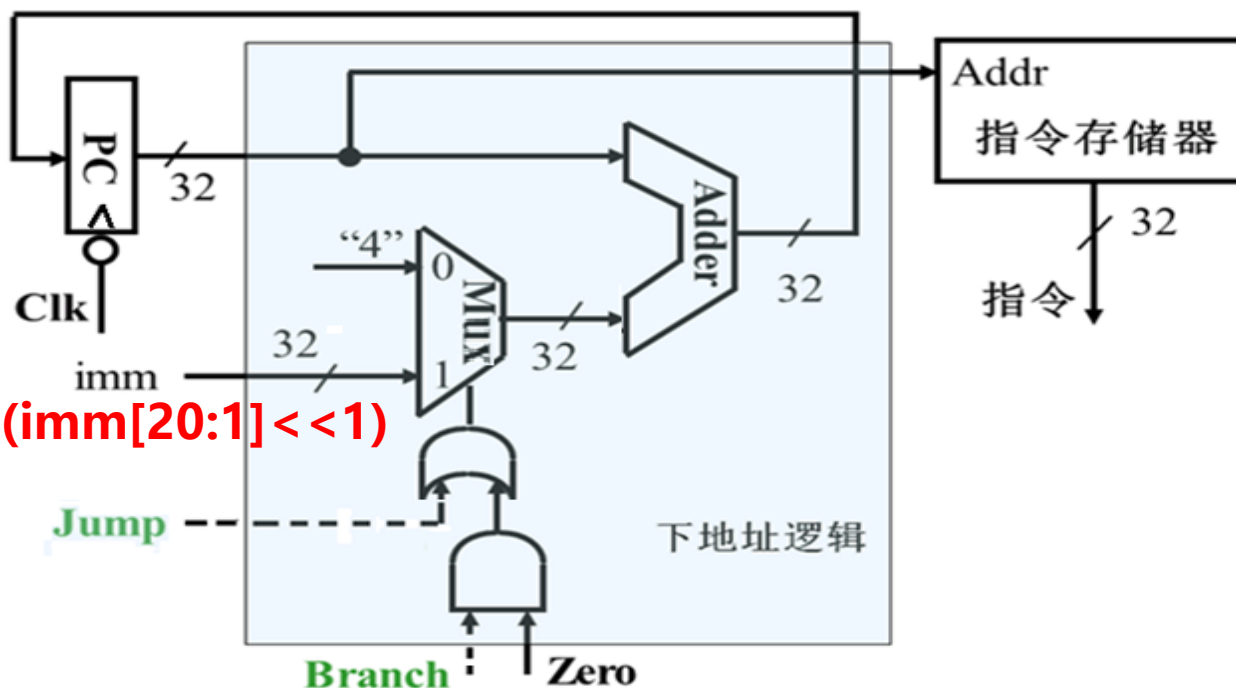 Addr
指令存储器
PC
32
“4”
0
Adder
32
指令
Clk
Mux
32
32
32
imm
1
(imm[20:1]<<1)
Jump
下地址逻辑
Branch
Zero